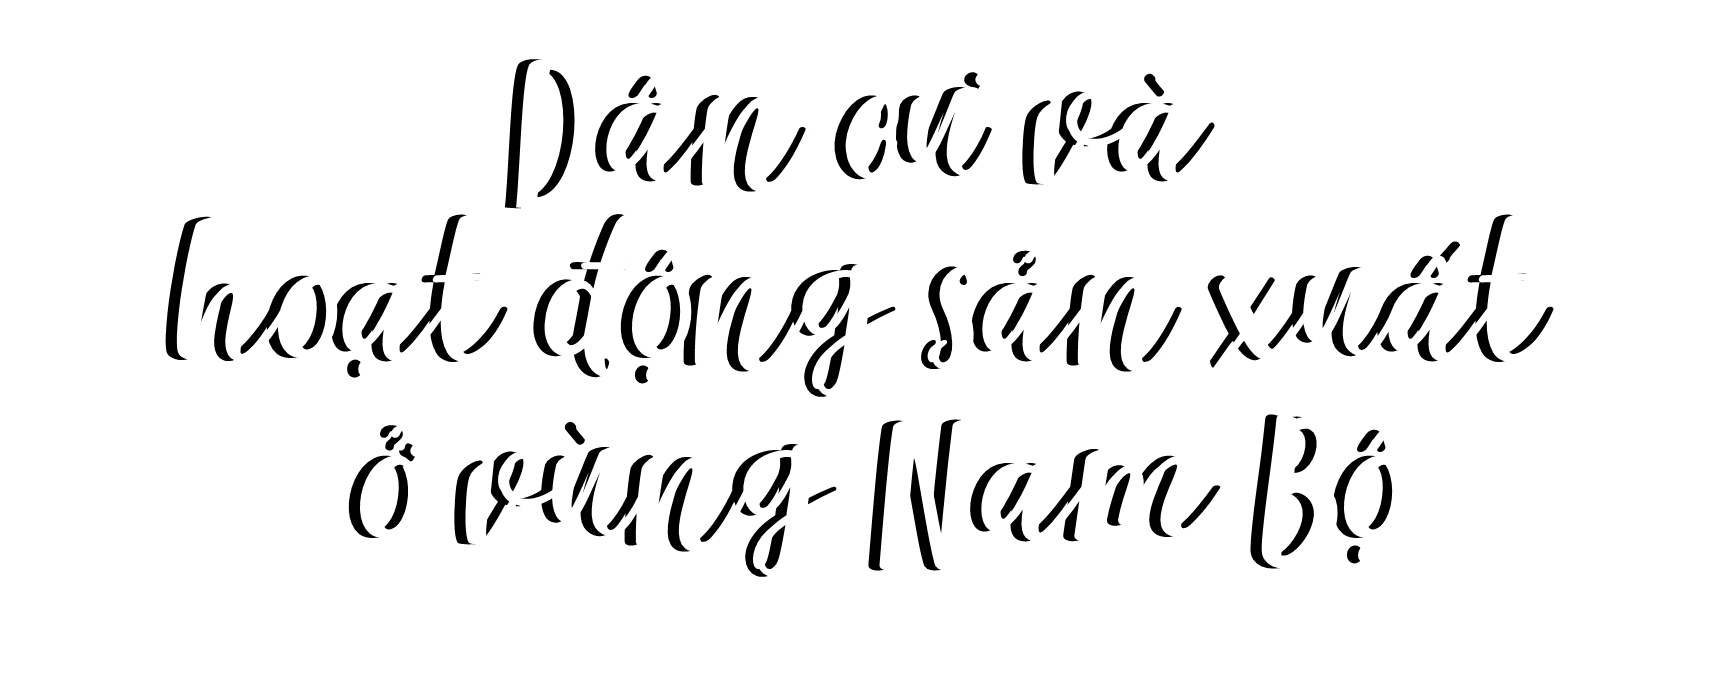 Dân cư và
hoạt động sản xuất
ở vùng Nam Bộ